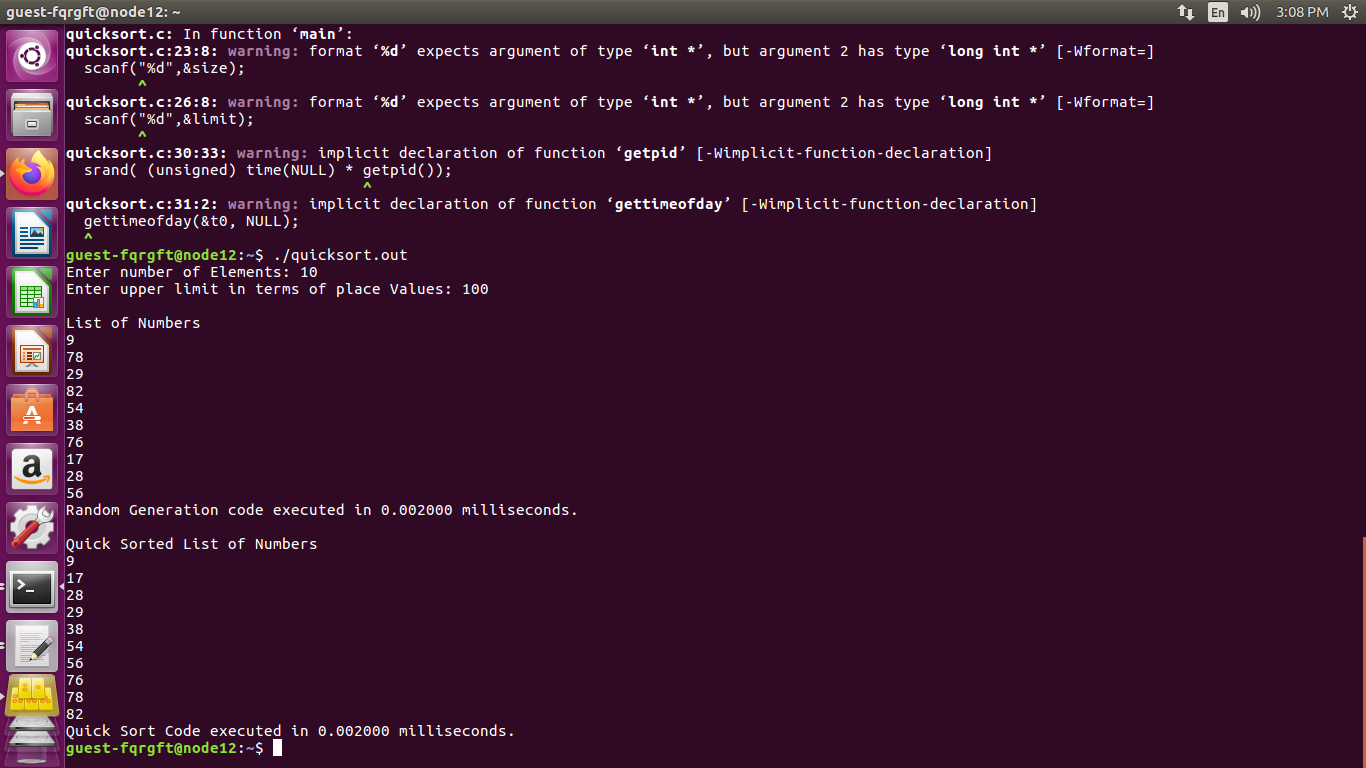 guest-fqrgft@node12: ~
En
3:08 PM
quicksort.c: In function ‘main’:
quicksort.c:23:8: warning: format ‘%d’ expects argument of type ‘int *’, but argument 2 has type ‘long int *’ [-Wformat=]
  scanf("%d",&size);
        ^
quicksort.c:26:8: warning: format ‘%d’ expects argument of type ‘int *’, but argument 2 has type ‘long int *’ [-Wformat=]
  scanf("%d",&limit);
        ^
quicksort.c:30:33: warning: implicit declaration of function ‘getpid’ [-Wimplicit-function-declaration]
  srand( (unsigned) time(NULL) * getpid());
                                 ^
quicksort.c:31:2: warning: implicit declaration of function ‘gettimeofday’ [-Wimplicit-function-declaration]
  gettimeofday(&t0, NULL);
  ^
guest-fqrgft@node12:~$ ./quicksort.out
Enter number of Elements: 10
Enter upper limit in terms of place Values: 100
List of Numbers
9
78
29
82
54
38
76
17
28
56
Random Generation code executed in 0.002000 milliseconds.
Quick Sorted List of Numbers
9
17
28
29
38
54
56
76
78
82
Quick Sort Code executed in 0.002000 milliseconds.
guest-fqrgft@node12:~$